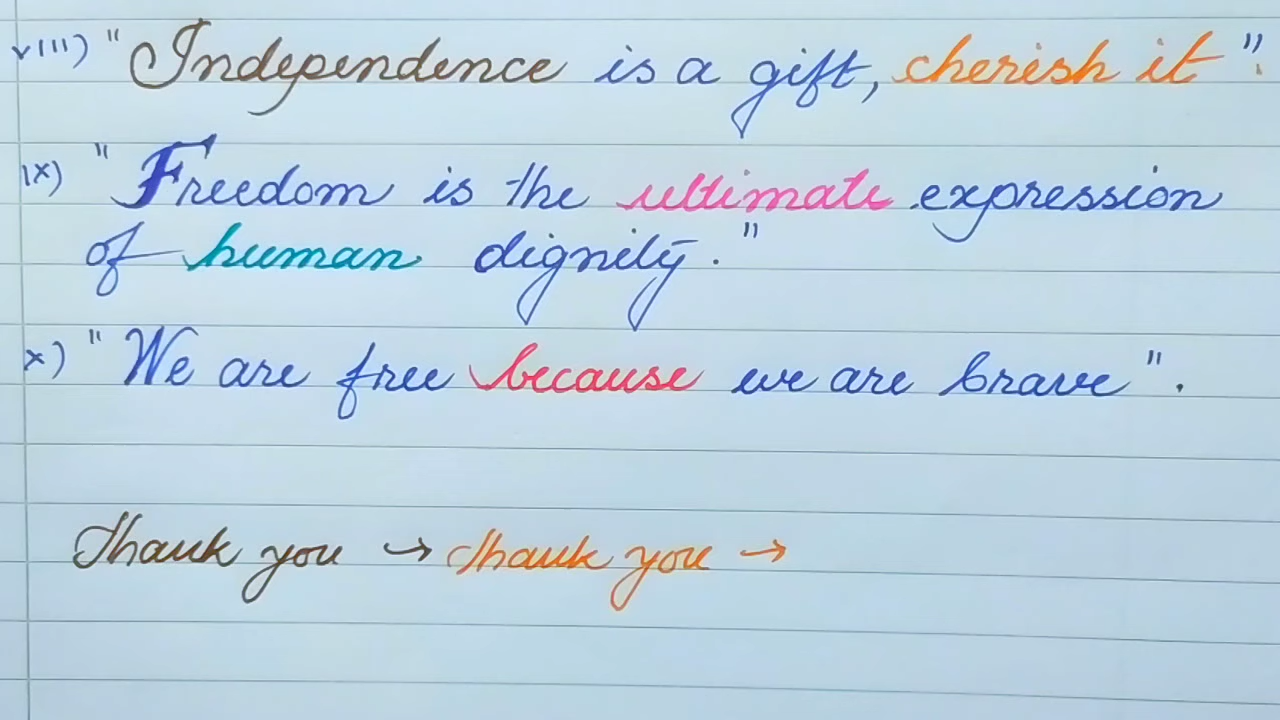 viii) "Independence is a gift, cherish it".
ix) "Freedom is the ultimate expression
of human dignity."
x) "We are free because we are brave".
Thank you → Thank you →